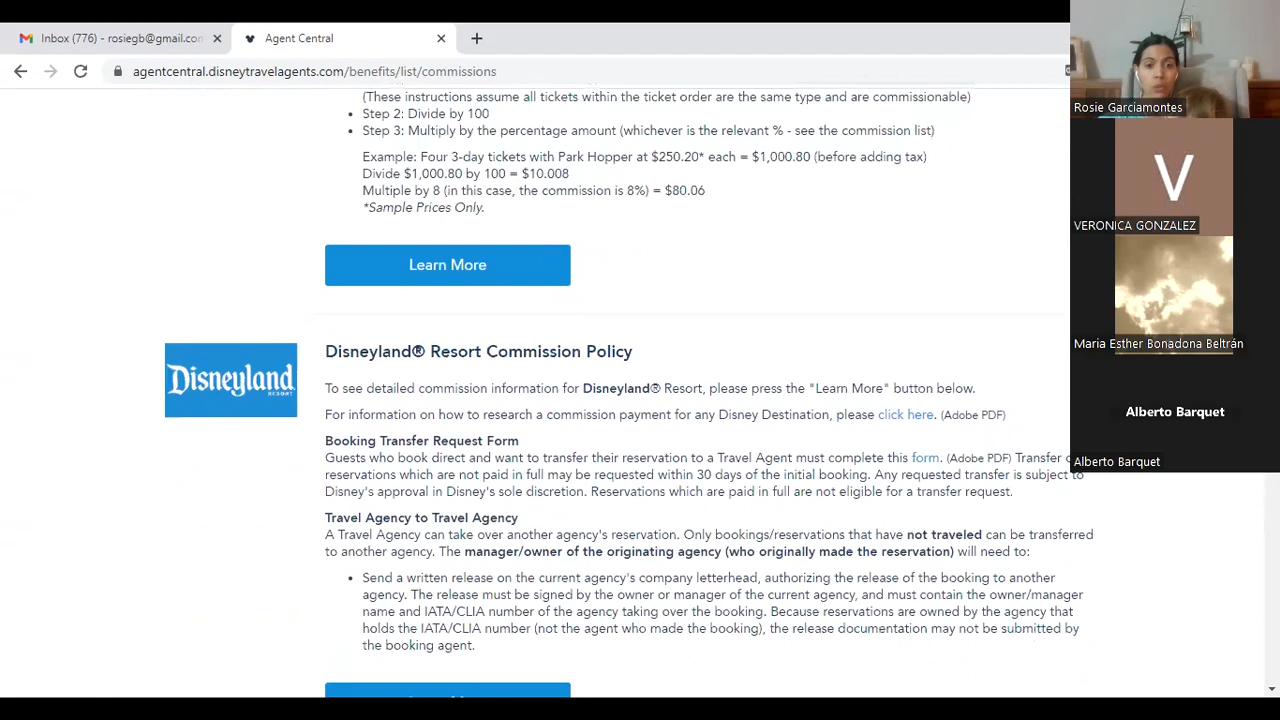 Inbox (776) - rosiegb@gmail.con
Agent Central
agentcentral.disneytravelagents.com/benefits/list/commissions
(These instructions assume all tickets within the ticket order are the same type and are commissionable)
• Step 2: Divide by 100
• Step 3: Multiply by the percentage amount (whichever is the relevant % - see the commission list)
Example: Four 3-day tickets with Park Hopper at $250.20* each = $1,000.80 (before adding tax)
Divide $1,000.80 by 100 = $10.008
Multiply by 8 (in this case, the commission is 8%) = $80.06
*Sample Prices Only.
Learn More
Disneyland RESORT
Disneyland® Resort Commission Policy
To see detailed commission information for Disneyland® Resort, please press the "Learn More" button below.
For information on how to research a commission payment for any Disney Destination, please click here. (Adobe PDF)
Booking Transfer Request Form
Guests who book direct and want to transfer their reservation to a Travel Agent must complete this form. (Adobe PDF) Transfer
reservations which are not paid in full may be requested within 30 days of the initial booking. Any requested transfer is subject to
Disney's approval in Disney's sole discretion. Reservations which are paid in full are not eligible for a transfer request.
Travel Agency to Travel Agency
A Travel Agency can take over another agency's reservation. Only bookings/reservations that have not traveled can be transferred
to another agency. The manager/owner of the originating agency (who originally made the reservation) will need to:
• Send a written release on the current agency's company letterhead, authorizing the release of the booking to another
agency. The release must be signed by the owner or manager of the current agency, and must contain the owner/manager
name and IATA/CLIA number of the agency taking over the booking. Because reservations are owned by the agency that
holds the IATA/CLIA number (not the agent who made the booking), the release documentation may not be submitted by
the booking agent.
Rosie Garciamontes
V
VERONICA GONZALEZ
Maria Esther Bonadona Beltrán
Alberto Barquet
Alberto Barquet